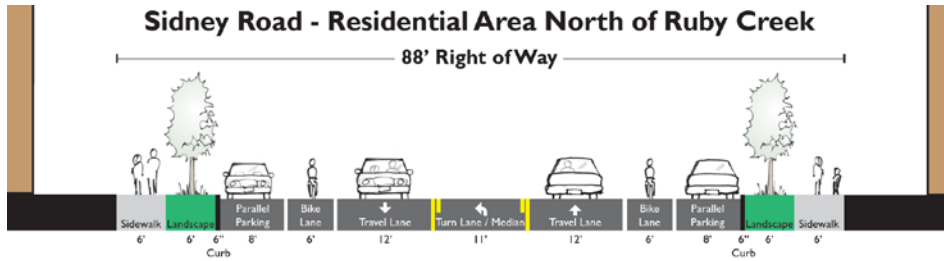 Sidney Road - Residential Area North of Ruby Creek
88' Right of Way
Sidewalk
Landscape
Parallel
Parking
Bike
Lane
Travel Lane
Turn Lane / Median
Travel Lane
Bike
Lane
Parallel
Parking
Landscape
Sidewalk
6' 6' 6" 8' 6' 12' 11' 12' 6' 8' 6" 6' 6'
Curb Curb